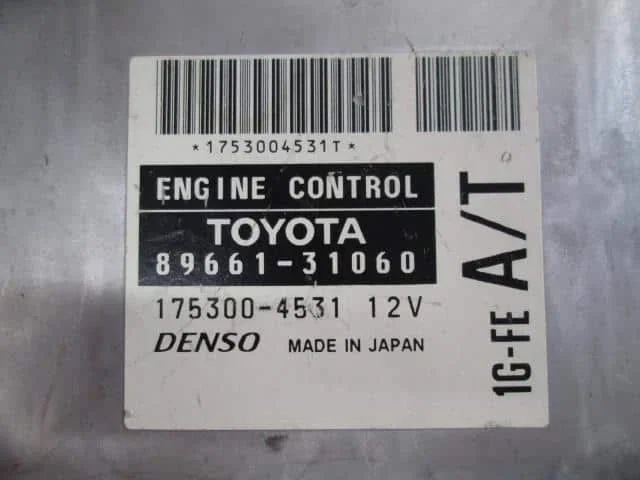 *1753004531T*
ENGINE CONTROL
TOYOTA
89661-31060
175300-4531 12V
DENSO MADE IN JAPAN
1G-FE A/T